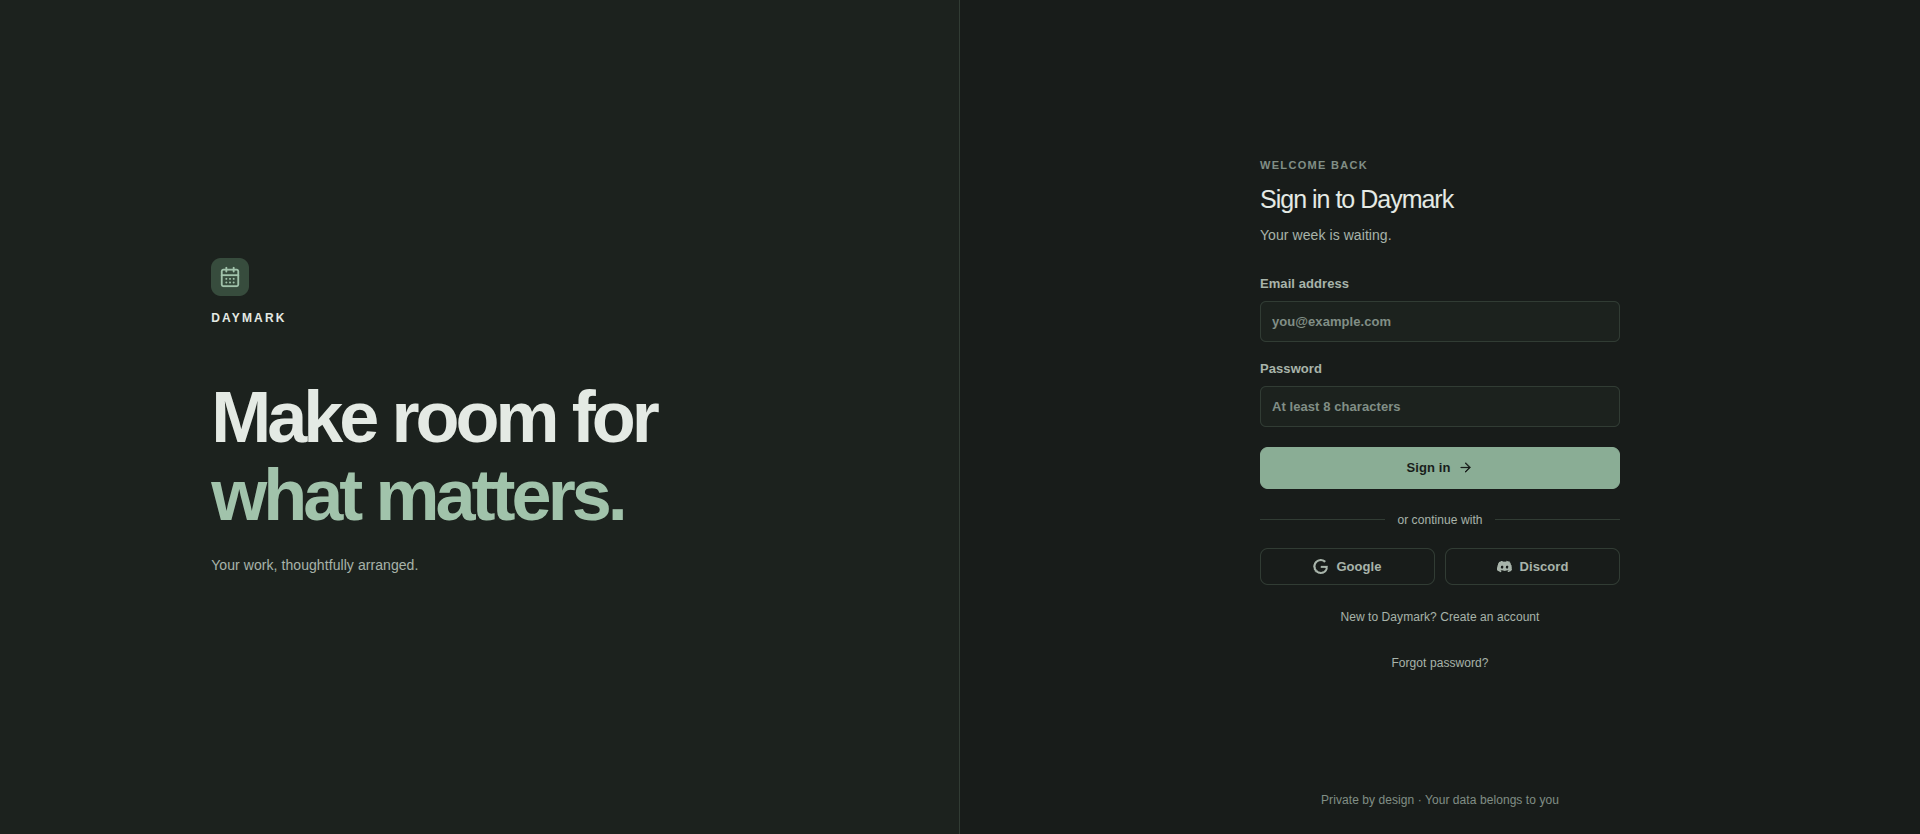 DAYMARK
Make room for
what matters.
Your work, thoughtfully arranged.
WELCOME BACK
Sign in to Daymark
Your week is waiting.
Email address
you@example.com
Password
At least 8 characters
Sign in
or continue with
Google
Discord
New to Daymark? Create an account
Forgot password?
Private by design · Your data belongs to you